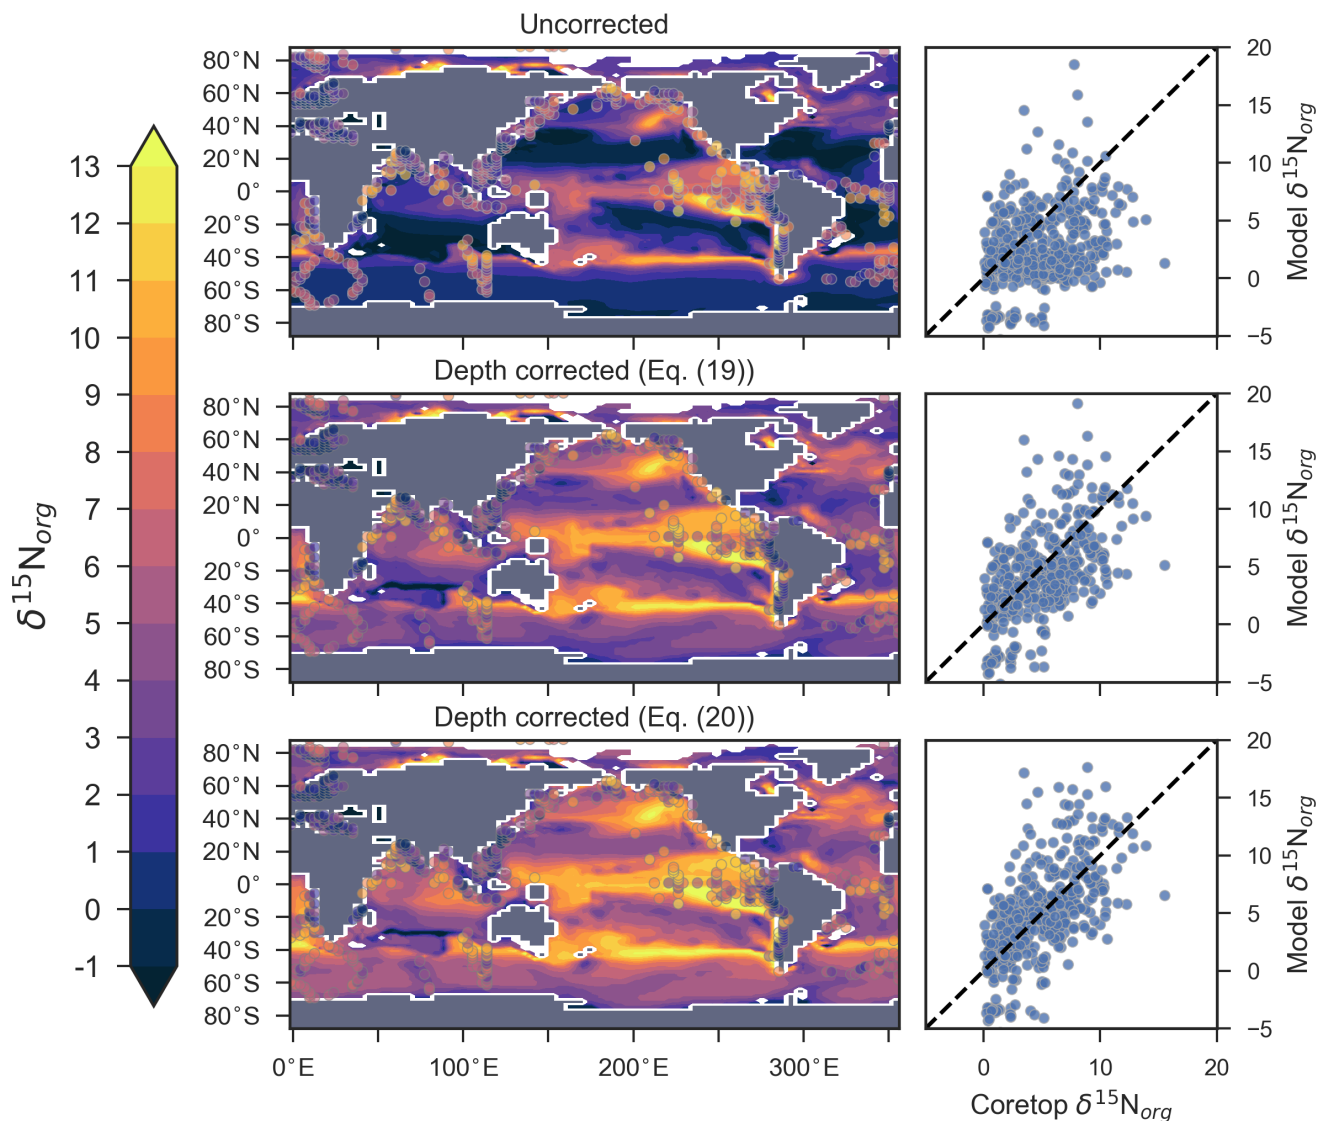 Uncorrected
80°N
60°N
40°N
20°N
0°
20°S
40°S
60°S
80°S
20
15
10
5
0
−5
Model δ¹⁵N_org
13
12
11
10
9
8
7
6
5
4
3
2
1
0
-1
δ¹⁵N_org
Depth corrected (Eq. (19))
80°N
60°N
40°N
20°N
0°
20°S
40°S
60°S
80°S
20
15
10
5
0
−5
Model δ¹⁵N_org
Depth corrected (Eq. (20))
80°N
60°N
40°N
20°N
0°
20°S
40°S
60°S
80°S
0°E
100°E
200°E
300°E
20
15
10
5
0
−5
Model δ¹⁵N_org
0
10
20
Coretop δ¹⁵N_org